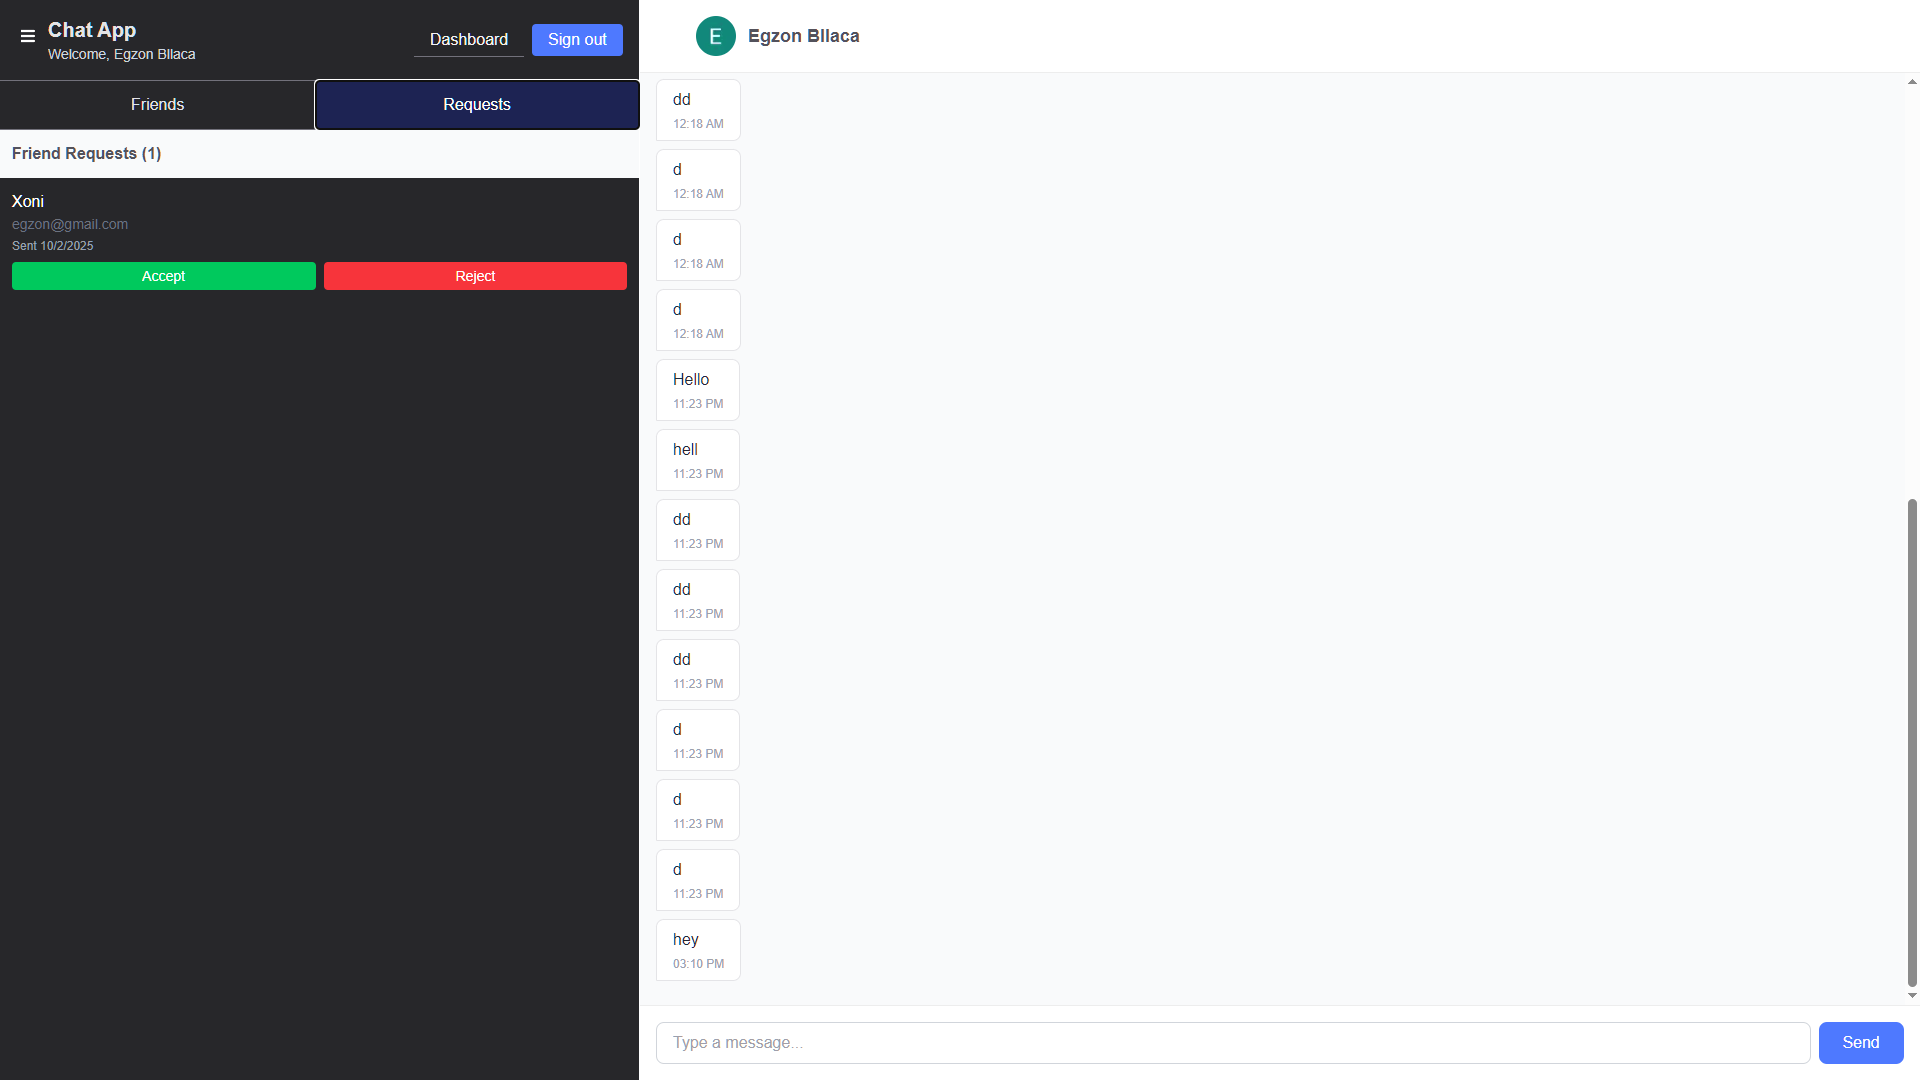 Chat App
Welcome, Egzon Bllaca
Dashboard
Sign out
Friends
Requests
Friend Requests (1)
Xoni
egzon@gmail.com
Sent 10/2/2025
Accept
Reject
E
Egzon Bllaca
dd
12:18 AM
d
12:18 AM
d
12:18 AM
d
12:18 AM
Hello
11:23 PM
hell
11:23 PM
dd
11:23 PM
dd
11:23 PM
dd
11:23 PM
d
11:23 PM
d
11:23 PM
d
11:23 PM
hey
03:10 PM
Type a message...
Send